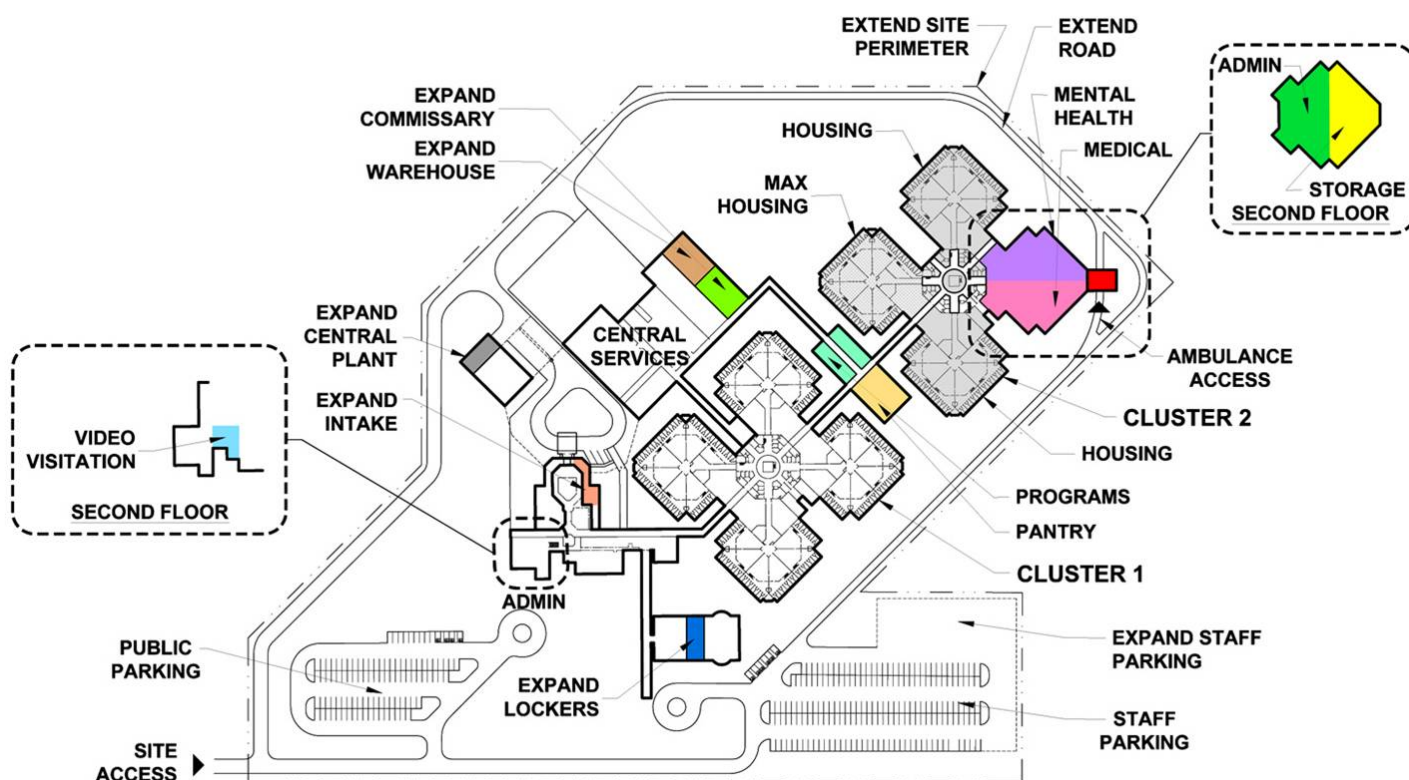 EXTEND SITE
PERIMETER
EXTEND
ROAD
ADMIN
STORAGE
SECOND FLOOR
EXPAND
COMMISSARY
EXPAND
WAREHOUSE
HOUSING
MENTAL
HEALTH
MEDICAL
MAX
HOUSING
EXPAND
CENTRAL
PLANT
CENTRAL
SERVICES
EXPAND
INTAKE
AMBULANCE
ACCESS
CLUSTER 2
HOUSING
VIDEO
VISITATION
SECOND FLOOR
PROGRAMS
PANTRY
CLUSTER 1
ADMIN
PUBLIC
PARKING
EXPAND
LOCKERS
EXPAND STAFF
PARKING
STAFF
PARKING
SITE
ACCESS